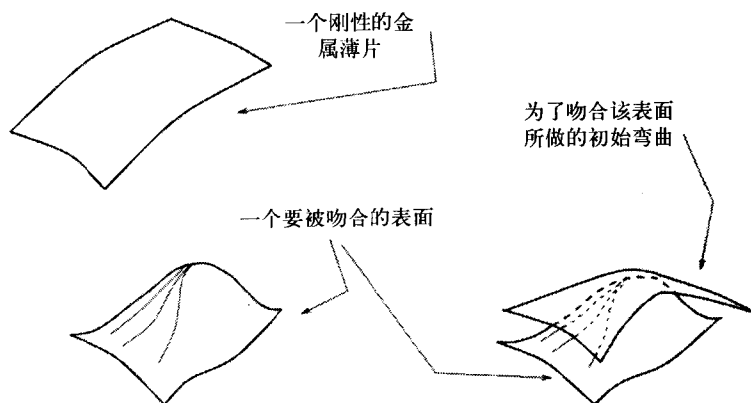 一个刚性的金
属薄片
为了吻合该表面
所做的初始弯曲
一个要被吻合的表面